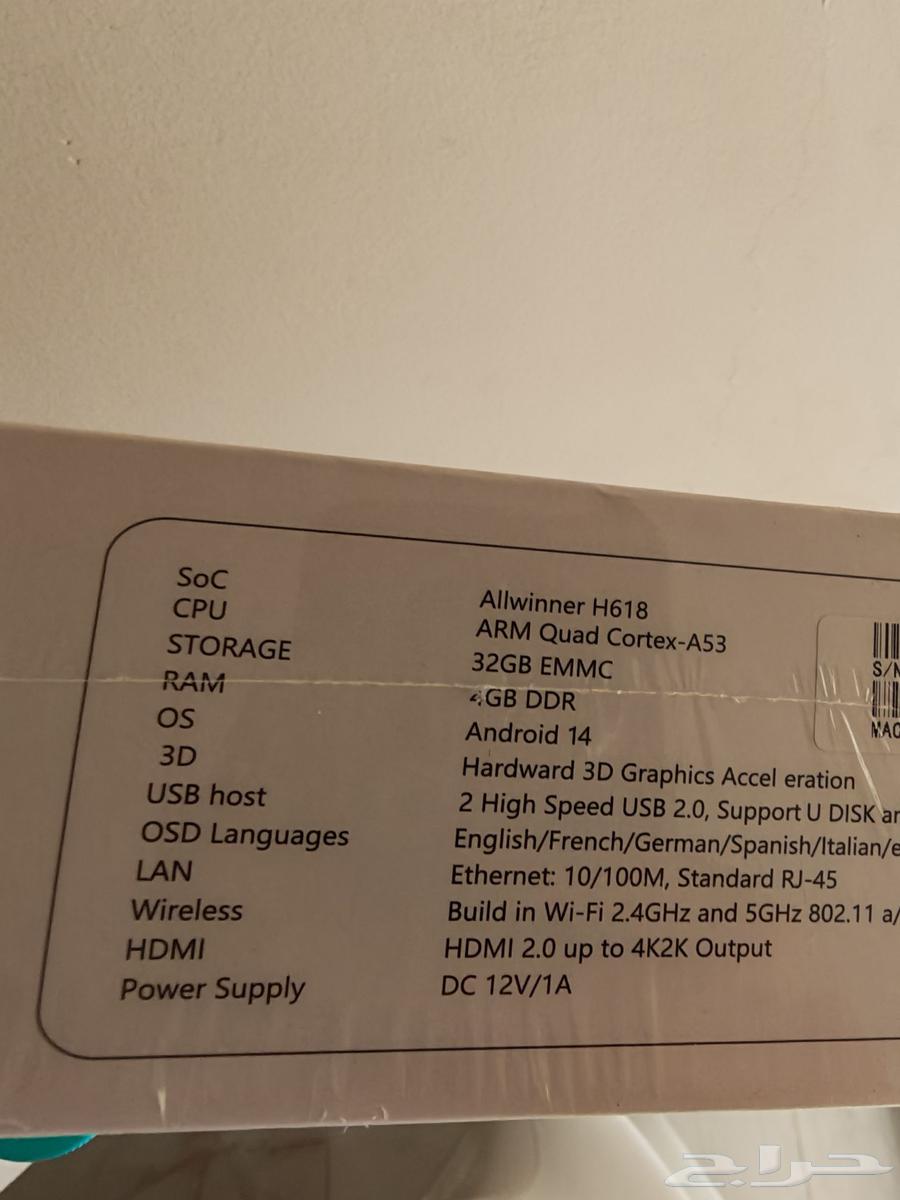 SoC Allwinner H618
CPU ARM Quad Cortex-A53
STORAGE 32GB EMMC
RAM 4GB DDR
OS Android 14
3D Hardward 3D Graphics Accel eration
USB host 2 High Speed USB 2.0, Support U DISK
OSD Languages English/French/German/Spanish/Italian/
LAN Ethernet: 10/100M, Standard RJ-45
Wireless Build in Wi-Fi 2.4GHz and 5GHz 802.11 a/
HDMI HDMI 2.0 up to 4K2K Output
Power Supply DC 12V/1A
S/N
MAC
حراج